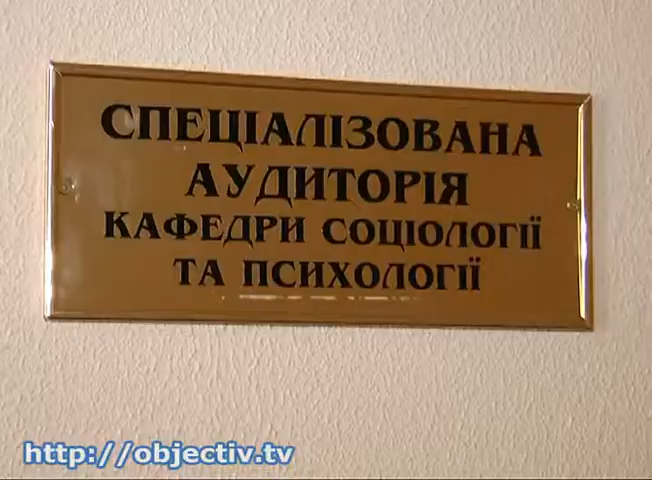 СПЕЦІАЛІЗОВАНА
АУДИТОРІЯ
КАФЕДРИ СОЦІОЛОГІЇ
ТА ПСИХОЛОГІЇ
http://objectiv.tv